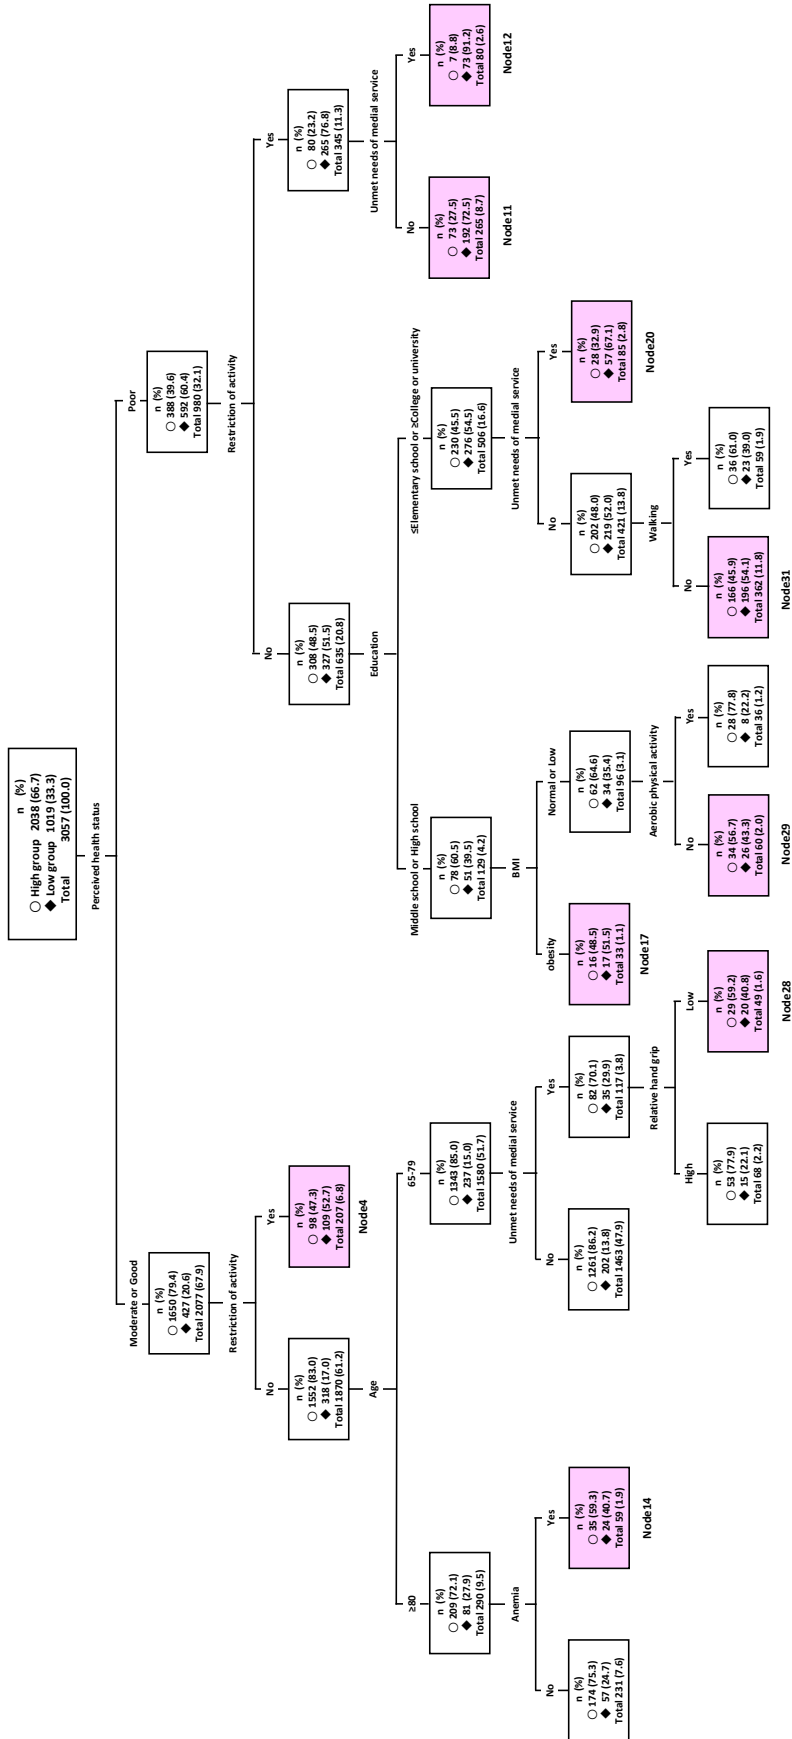 n (%)
○ High group 2038 (66.7)
◆ Low group 1019 (33.3)
Total 3057 (100.0)
Perceived health status
Moderate or Good
n (%)
○ 1650 (79.4)
◆ 427 (20.6)
Total 2077 (67.9)
Restriction of activity
Poor
n (%)
○ 388 (39.6)
◆ 592 (60.4)
Total 980 (32.1)
Restriction of activity
No
n (%)
○ 1552 (83.0)
◆ 318 (17.0)
Total 1870 (61.2)
Age
Yes
n (%)
○ 98 (47.3)
◆ 109 (52.7)
Total 207 (6.8)
Node4
No
n (%)
○ 308 (48.5)
◆ 327 (51.5)
Total 635 (20.8)
Education
Yes
n (%)
○ 80 (23.2)
◆ 265 (76.8)
Total 345 (11.3)
Unmet needs of medial service
≥80
n (%)
○ 209 (72.1)
◆ 81 (27.9)
Total 290 (9.5)
Anemia
65-79
n (%)
○ 1343 (85.0)
◆ 237 (15.0)
Total 1580 (51.7)
Unmet needs of medial service
Middle school or High school
n (%)
○ 78 (60.5)
◆ 51 (39.5)
Total 129 (4.2)
BMI
≤Elementary school or ≥College or university
n (%)
○ 230 (45.5)
◆ 276 (54.5)
Total 506 (16.6)
Unmet needs of medial service
No
n (%)
○ 73 (27.5)
◆ 192 (72.5)
Total 265 (8.7)
Node11
Yes
n (%)
○ 7 (8.8)
◆ 73 (91.2)
Total 80 (2.6)
Node12
No
n (%)
○ 174 (75.3)
◆ 57 (24.7)
Total 231 (7.6)
Yes
n (%)
○ 35 (59.3)
◆ 24 (40.7)
Total 59 (1.9)
Node14
No
n (%)
○ 1261 (86.2)
◆ 202 (13.8)
Total 1463 (47.9)
Yes
n (%)
○ 82 (70.1)
◆ 35 (29.9)
Total 117 (3.8)
Relative hand grip
obesity
n (%)
○ 16 (48.5)
◆ 17 (51.5)
Total 33 (1.1)
Node17
Normal or Low
n (%)
○ 62 (64.6)
◆ 34 (35.4)
Total 96 (3.1)
Aerobic physical activity
No
n (%)
○ 202 (48.0)
◆ 219 (52.0)
Total 421 (13.8)
Walking
Yes
n (%)
○ 28 (32.9)
◆ 57 (67.1)
Total 85 (2.8)
Node20
High
n (%)
○ 53 (77.9)
◆ 15 (22.1)
Total 68 (2.2)
Low
n (%)
○ 29 (59.2)
◆ 20 (40.8)
Total 49 (1.6)
Node28
No
n (%)
○ 34 (56.7)
◆ 26 (43.3)
Total 60 (2.0)
Node29
Yes
n (%)
○ 28 (77.8)
◆ 8 (22.2)
Total 36 (1.2)
No
n (%)
○ 166 (45.9)
◆ 196 (54.1)
Total 362 (11.8)
Node31
Yes
n (%)
○ 36 (61.0)
◆ 23 (39.0)
Total 59 (1.9)